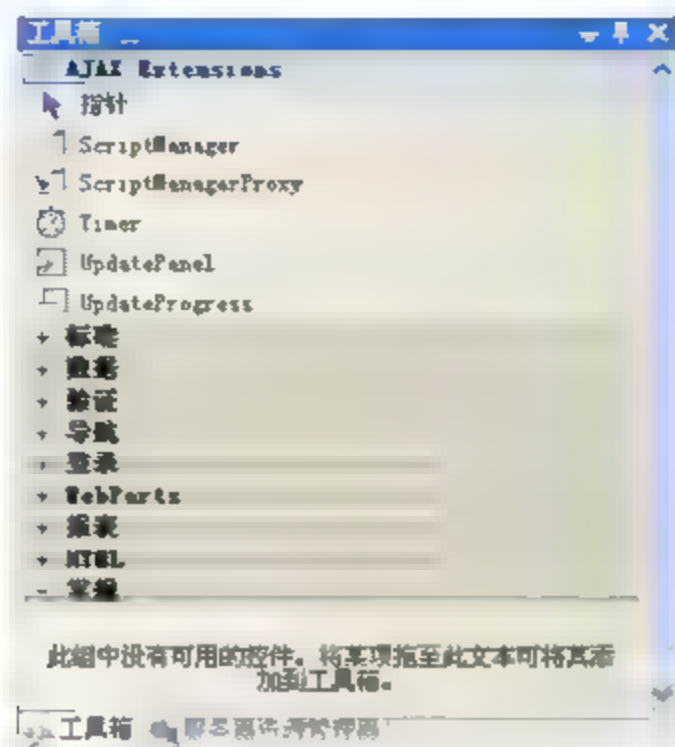 工具箱
AJAX Extensions
指针
ScriptManager
ScriptManagerProxy
Timer
UpdatePanel
UpdateProgress
标准
数据
验证
导航
登录
WebParts
报表
HTML
常规
此组中没有可用的控件。将某项拖至此文本可将其添
加到工具箱。
工具箱